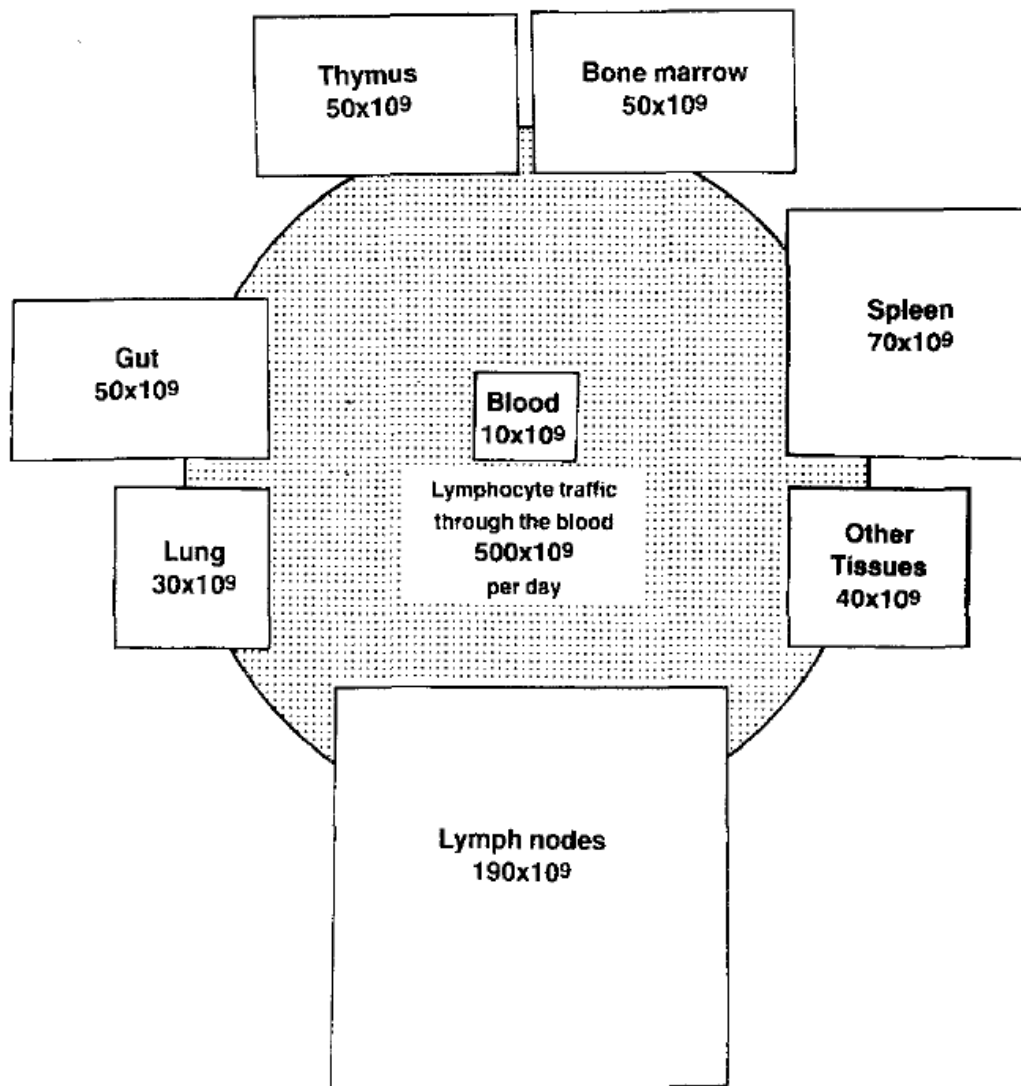 Thymus
50x10⁹
Bone marrow
50x10⁹
Spleen
70x10⁹
Gut
50x10⁹
Blood
10x10⁹
Lymphocyte traffic
through the blood
500x10⁹
per day
Lung
30x10⁹
Other
Tissues
40x10⁹
Lymph nodes
190x10⁹